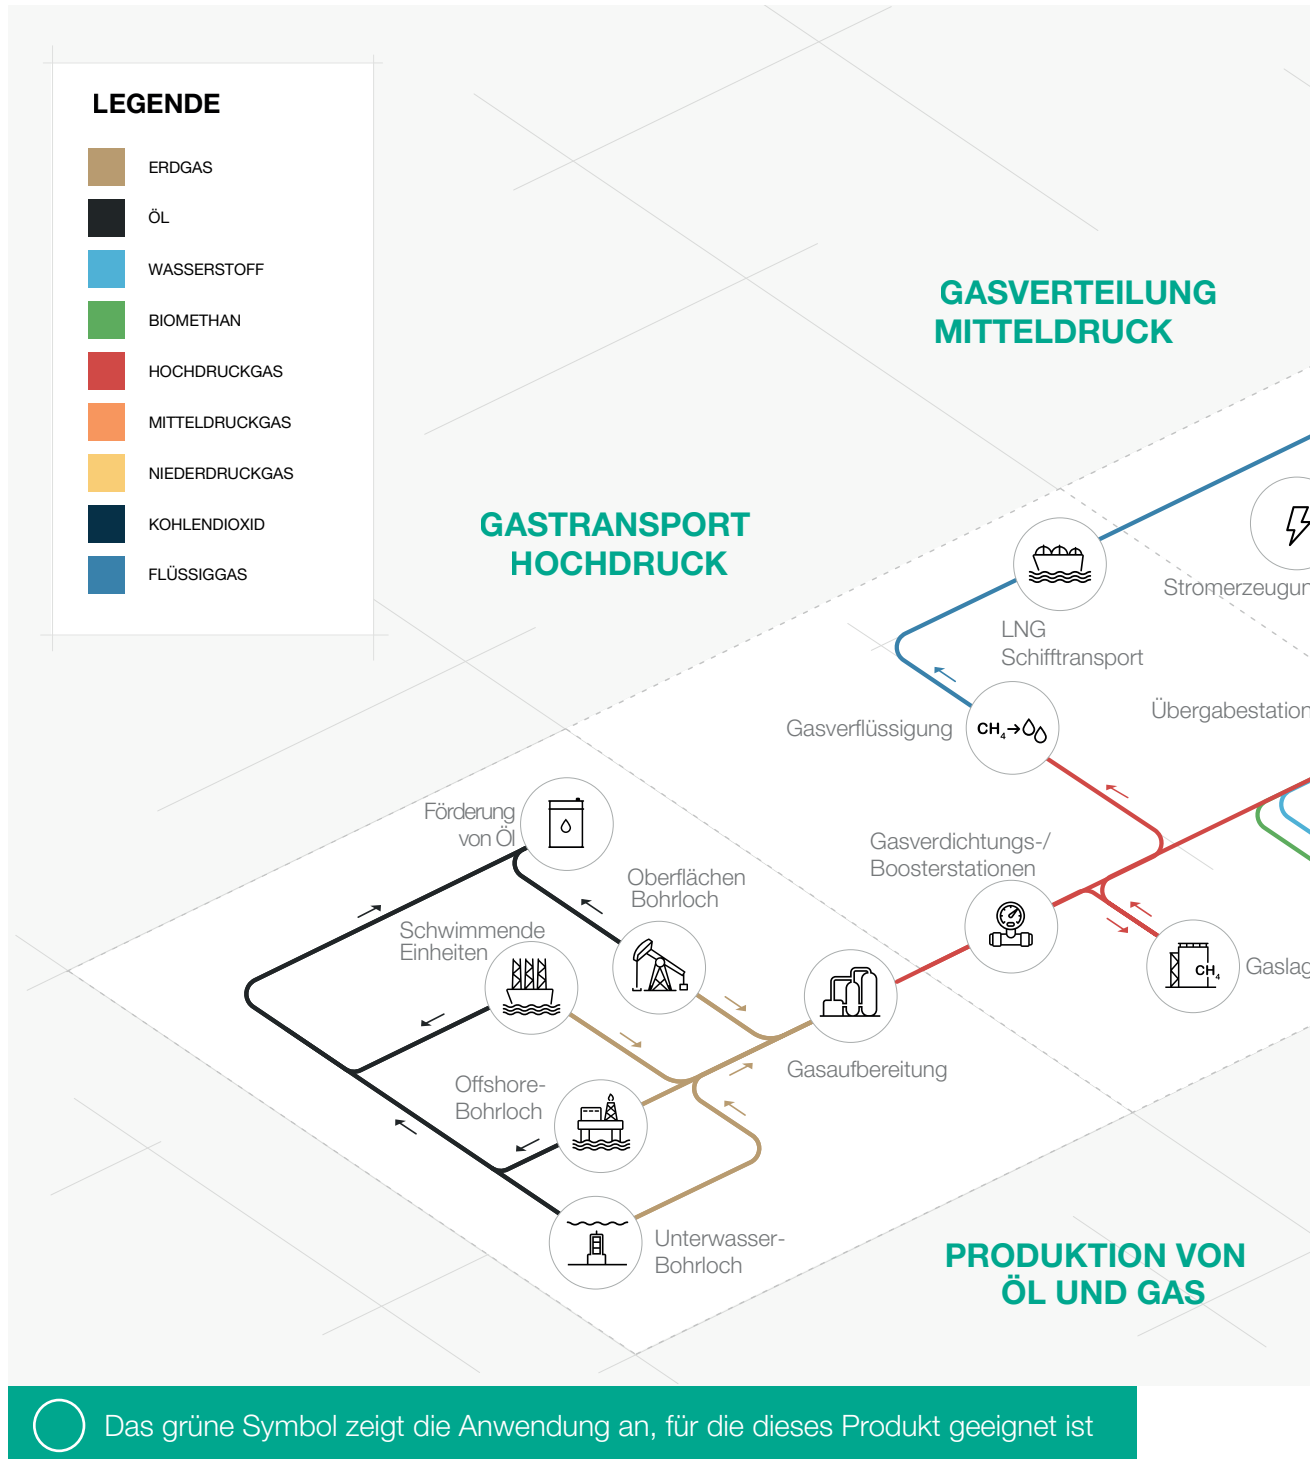 LEGENDE
ERDGAS
ÖL
WASSERSTOFF
BIOMETHAN
HOCHDRUCKGAS
MITTELDRUCKGAS
NIEDERDRUCKGAS
KOHLENDIOXID
FLÜSSIGGAS
GASVERTEILUNG
MITTELDRUCK
GASTRANSPORT
HOCHDRUCK
Stromerzeugun
LNG
Schifftransport
Übergabestation
Gasverflüssigung
CH₄→
Förderung
von Öl
Gasverdichtungs-/
Boosterstationen
Oberflächen
Bohrloch
Schwimmende
Einheiten
CH₄
Gaslag
Gasaufbereitung
Offshore-
Bohrloch
Unterwasser-
Bohrloch
PRODUKTION VON
ÖL UND GAS
Das grüne Symbol zeigt die Anwendung an, für die dieses Produkt geeignet ist